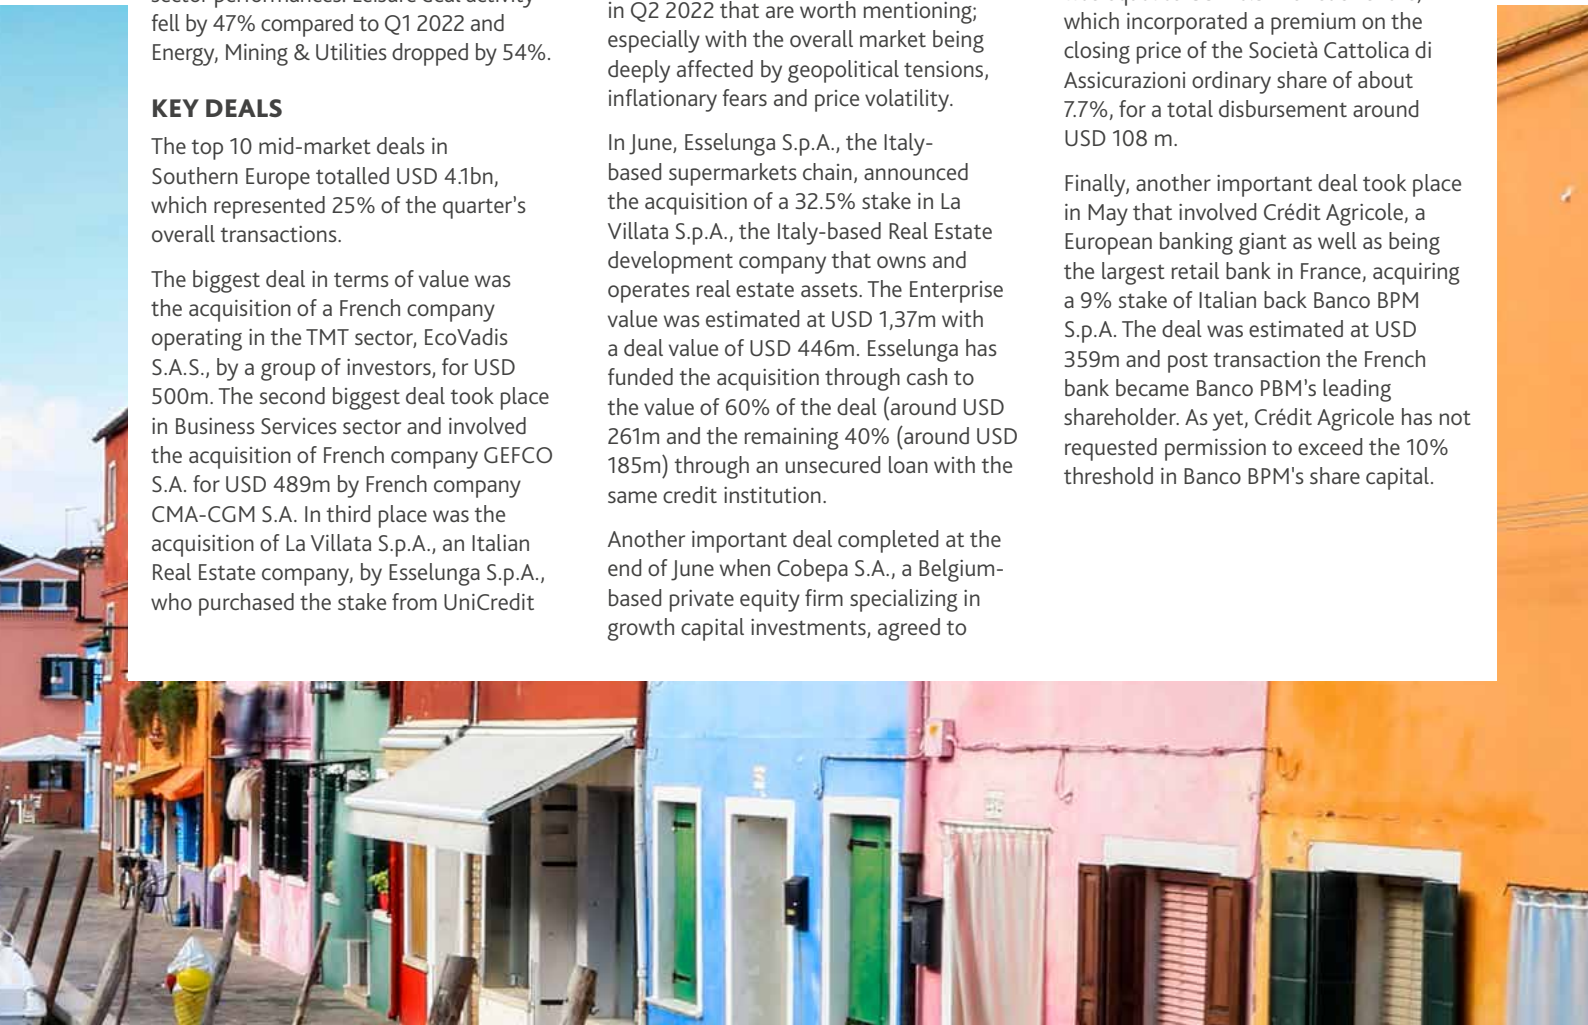 fell by 47% compared to Q1 2022 and
Energy, Mining & Utilities dropped by 54%.
KEY DEALS
The top 10 mid-market deals in
Southern Europe totalled USD 4.1bn,
which represented 25% of the quarter's
overall transactions.
The biggest deal in terms of value was
the acquisition of a French company
operating in the TMT sector, EcoVadis
S.A.S., by a group of investors, for USD
500m. The second biggest deal took place
in Business Services sector and involved
the acquisition of French company GEFCO
S.A. for USD 489m by French company
CMA-CGM S.A. In third place was the
acquisition of La Villata S.p.A., an Italian
Real Estate company, by Esselunga S.p.A.,
who purchased the stake from UniCredit
in Q2 2022 that are worth mentioning;
especially with the overall market being
deeply affected by geopolitical tensions,
inflationary fears and price volatility.
In June, Esselunga S.p.A., the Italy-
based supermarkets chain, announced
the acquisition of a 32.5% stake in La
Villata S.p.A., the Italy-based Real Estate
development company that owns and
operates real estate assets. The Enterprise
value was estimated at USD 1,37m with
a deal value of USD 446m. Esselunga has
funded the acquisition through cash to
the value of 60% of the deal (around USD
261m and the remaining 40% (around USD
185m) through an unsecured loan with the
same credit institution.
Another important deal completed at the
end of June when Cobepa S.A., a Belgium-
based private equity firm specializing in
growth capital investments, agreed to
which incorporated a premium on the
closing price of the Società Cattolica di
Assicurazioni ordinary share of about
7.7%, for a total disbursement around
USD 108 m.
Finally, another important deal took place
in May that involved Crédit Agricole, a
European banking giant as well as being
the largest retail bank in France, acquiring
a 9% stake of Italian back Banco BPM
S.p.A. The deal was estimated at USD
359m and post transaction the French
bank became Banco PBM's leading
shareholder. As yet, Crédit Agricole has not
requested permission to exceed the 10%
threshold in Banco BPM's share capital.